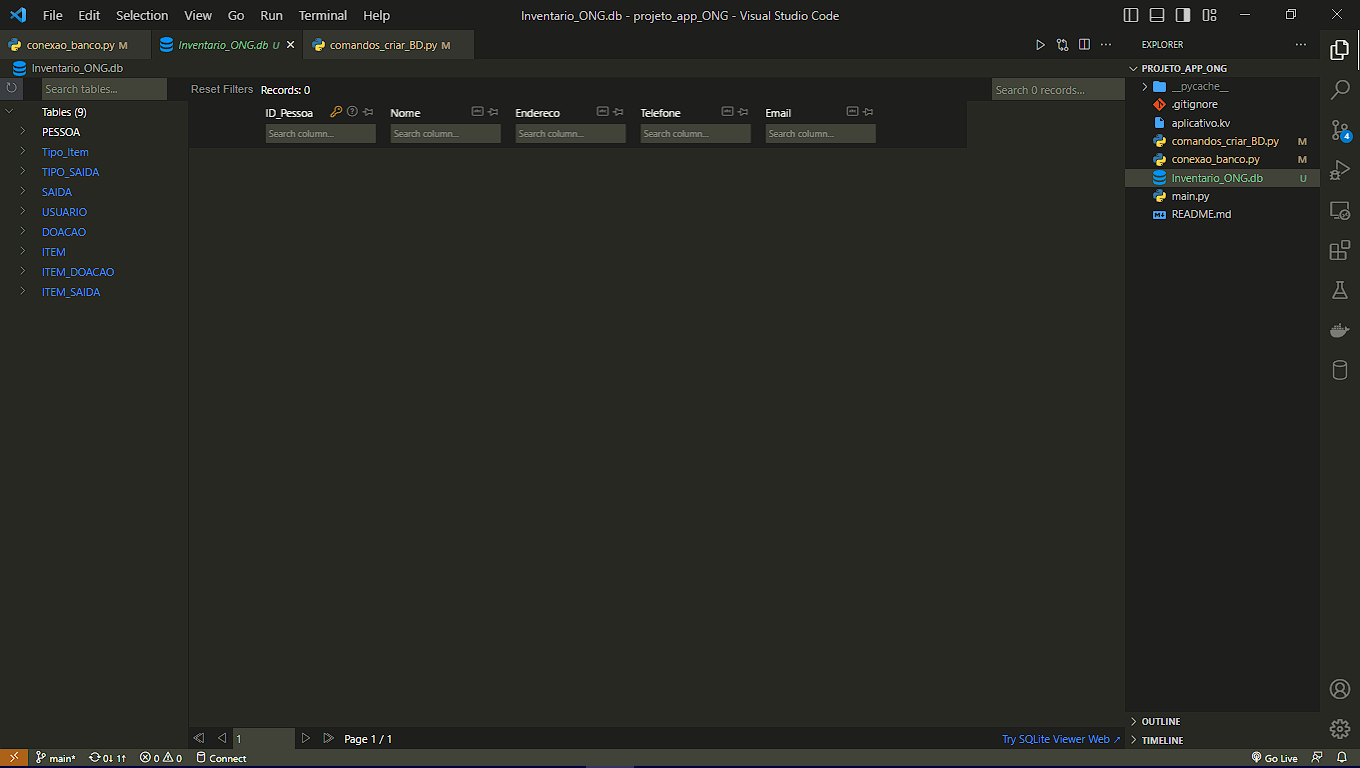 File Edit Selection View Go Run Terminal Help Inventario_ONG.db - projeto_app_ONG - Visual Studio Code
conexao_banco.py M Inventario_ONG.db U comandos_criar_BD.py M
Inventario_ONG.db
Search tables...
Tables (9)
PESSOA
Tipo_Item
TIPO_SAIDA
SAIDA
USUARIO
DOACAO
ITEM
ITEM_DOACAO
ITEM_SAIDA
Reset Filters Records: 0 Search 0 records...
ID_Pessoa Nome Endereco Telefone Email
Search column... Search column... Search column... Search column... Search column...
1 Page 1 / 1 Try SQLite Viewer Web ↗
EXPLORER
PROJETO_APP_ONG
__pycache__
.gitignore
aplicativo.kv
comandos_criar_BD.py M
conexao_banco.py M
Inventario_ONG.db U
main.py
README.md
OUTLINE
TIMELINE
4
main* 0↓ 1↑ 0 0 Connect Go Live